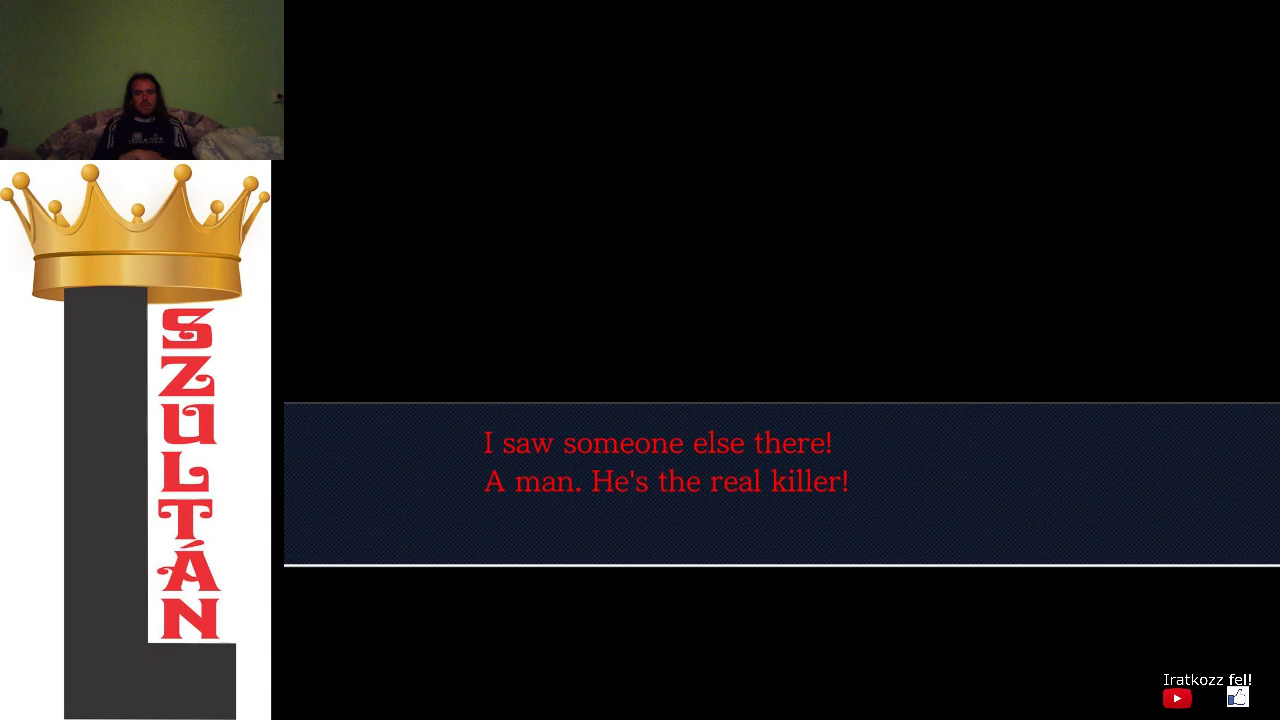 SZULTÁN
I saw someone else there!
A man. He's the real killer!
Iratkozz fel!